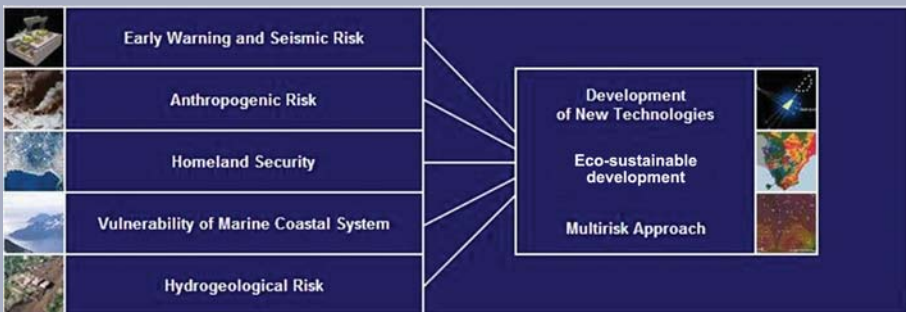 Early Warning and Seismic Risk
Anthropogenic Risk
Homeland Security
Vulnerability of Marine Coastal System
Hydrogeological Risk
Development
of New Technologies
Eco-sustainable
development
Multirisk Approach